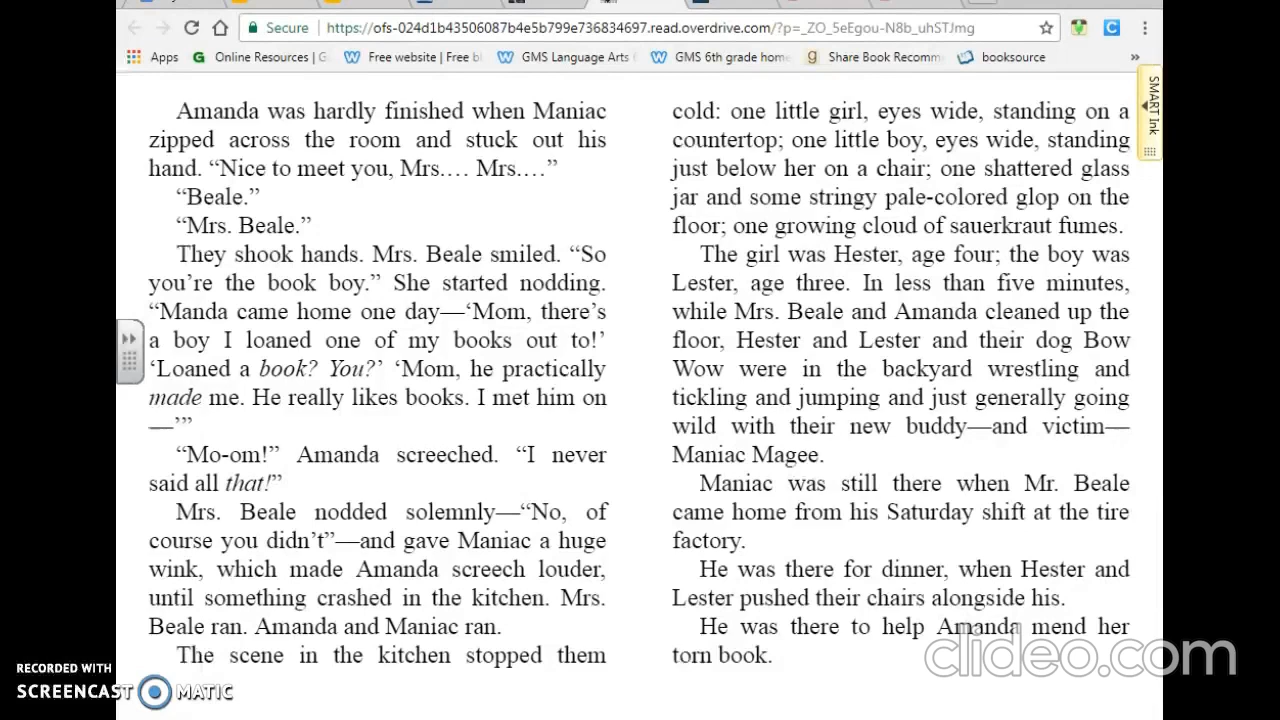 Secure
https://ofs-024d1b43506087b4e5b799e736834697.read.overdrive.com/?p=_ZO_5eEgou-N8b_uhSTJmg
Apps
Online Resources | G
Free website | Free bl
GMS Language Arts
GMS 6th grade home
Share Book Recomm
booksource
»
SMART Ink
Amanda was hardly finished when Maniac
zipped across the room and stuck out his
hand. “Nice to meet you, Mrs.… Mrs.…”
“Beale.”
“Mrs. Beale.”
They shook hands. Mrs. Beale smiled. “So
you’re the book boy.” She started nodding.
“Manda came home one day—‘Mom, there’s
a boy I loaned one of my books out to!’
‘Loaned a book? You?’ ‘Mom, he practically
made me. He really likes books. I met him on
—’”
“Mo-om!” Amanda screeched. “I never
said all that!”
Mrs. Beale nodded solemnly—“No, of
course you didn’t”—and gave Maniac a huge
wink, which made Amanda screech louder,
until something crashed in the kitchen. Mrs.
Beale ran. Amanda and Maniac ran.
The scene in the kitchen stopped them
cold: one little girl, eyes wide, standing on a
countertop; one little boy, eyes wide, standing
just below her on a chair; one shattered glass
jar and some stringy pale-colored glop on the
floor; one growing cloud of sauerkraut fumes.
The girl was Hester, age four; the boy was
Lester, age three. In less than five minutes,
while Mrs. Beale and Amanda cleaned up the
floor, Hester and Lester and their dog Bow
Wow were in the backyard wrestling and
tickling and jumping and just generally going
wild with their new buddy—and victim—
Maniac Magee.
Maniac was still there when Mr. Beale
came home from his Saturday shift at the tire
factory.
He was there for dinner, when Hester and
Lester pushed their chairs alongside his.
He was there to help Amanda mend her
torn book.
clideo.com
RECORDED WITH
SCREENCAST MATIC